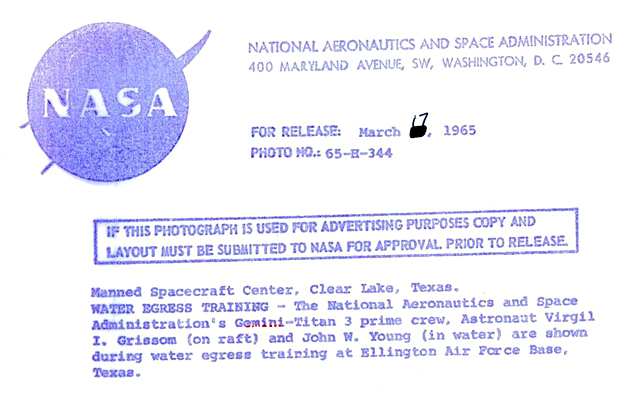 NASA
NATIONAL AERONAUTICS AND SPACE ADMINISTRATION
400 MARYLAND AVENUE, SW, WASHINGTON, D. C. 20546
FOR RELEASE: March 17, 1965
PHOTO NO.: 65-H-344
IF THIS PHOTOGRAPH IS USED FOR ADVERTISING PURPOSES COPY AND
LAYOUT MUST BE SUBMITTED TO NASA FOR APPROVAL PRIOR TO RELEASE.
Manned Spacecraft Center, Clear Lake, Texas.
WATER EGRESS TRAINING - The National Aeronautics and Space
Administration's Gemini-Titan 3 prime crew, Astronaut Virgil
I. Grissom (on raft) and John W. Young (in water) are shown
during water egress training at Ellington Air Force Base,
Texas.